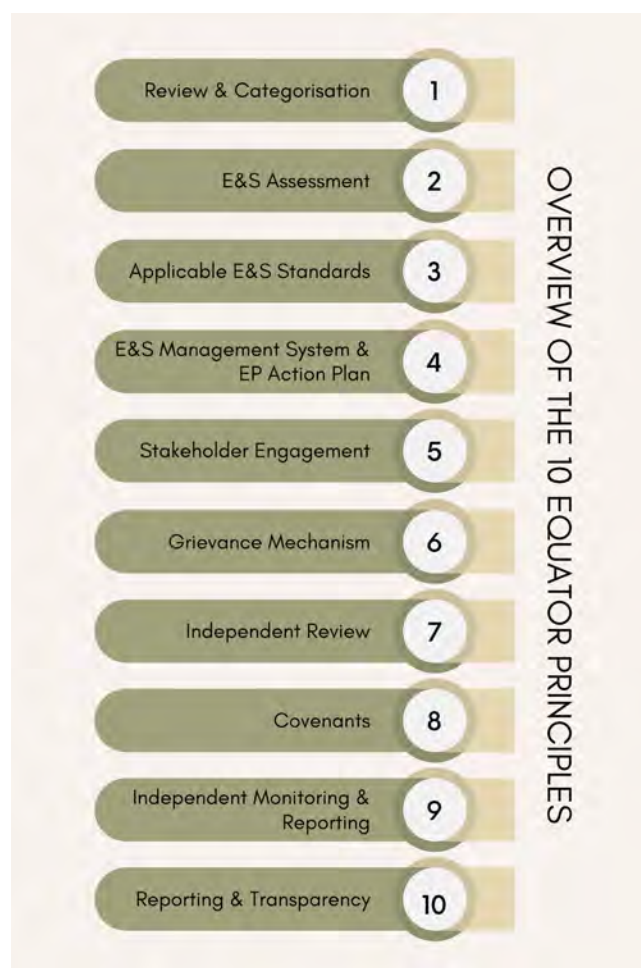 Review & Categorisation
1
E&S Assessment
2
Applicable E&S Standards
3
E&S Management System &
EP Action Plan
4
Stakeholder Engagement
5
Grievance Mechanism
6
Independent Review
7
Covenants
8
Independent Monitoring &
Reporting
9
Reporting & Transparency
10
OVERVIEW OF THE 10 EQUATOR PRINCIPLES